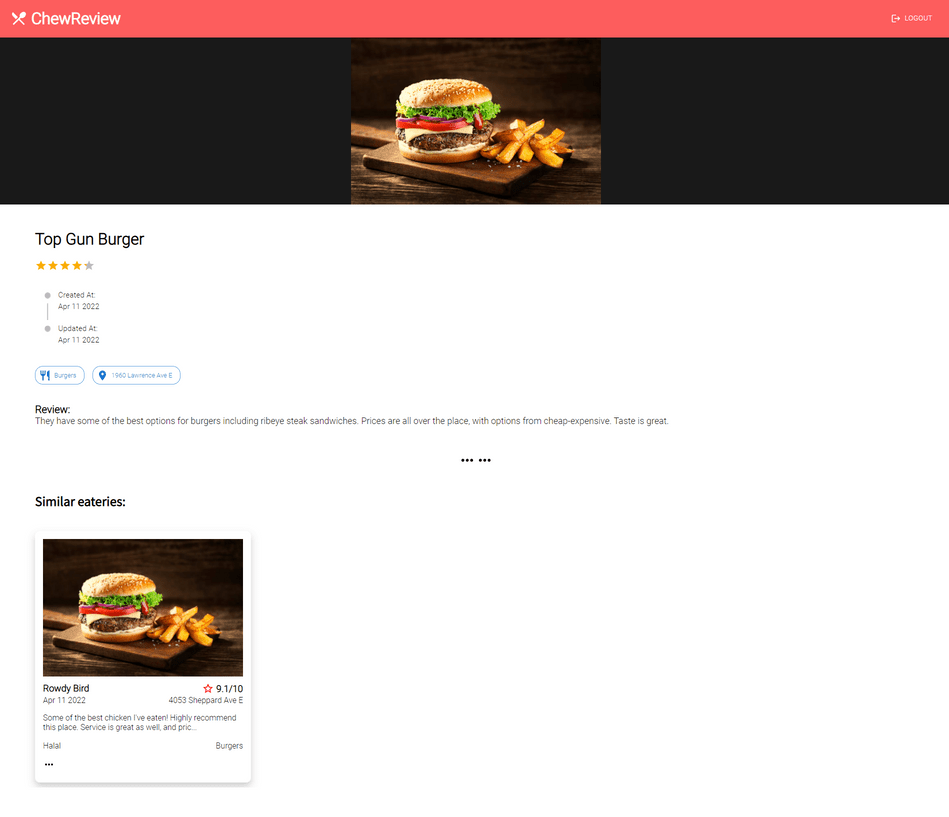 ChewReview
LOGOUT
Top Gun Burger
Created At:
Apr 11 2022
Updated At:
Apr 11 2022
Burgers
1960 Lawrence Ave E
Review:
They have some of the best options for burgers including ribeye steak sandwiches. Prices are all over the place, with options from cheap-expensive. Taste is great.
Similar eateries:
Rowdy Bird
9.1/10
Apr 11 2022
4053 Sheppard Ave E
Some of the best chicken I've eaten! Highly recommend
this place. Service is great as well, and pric...
Halal
Burgers